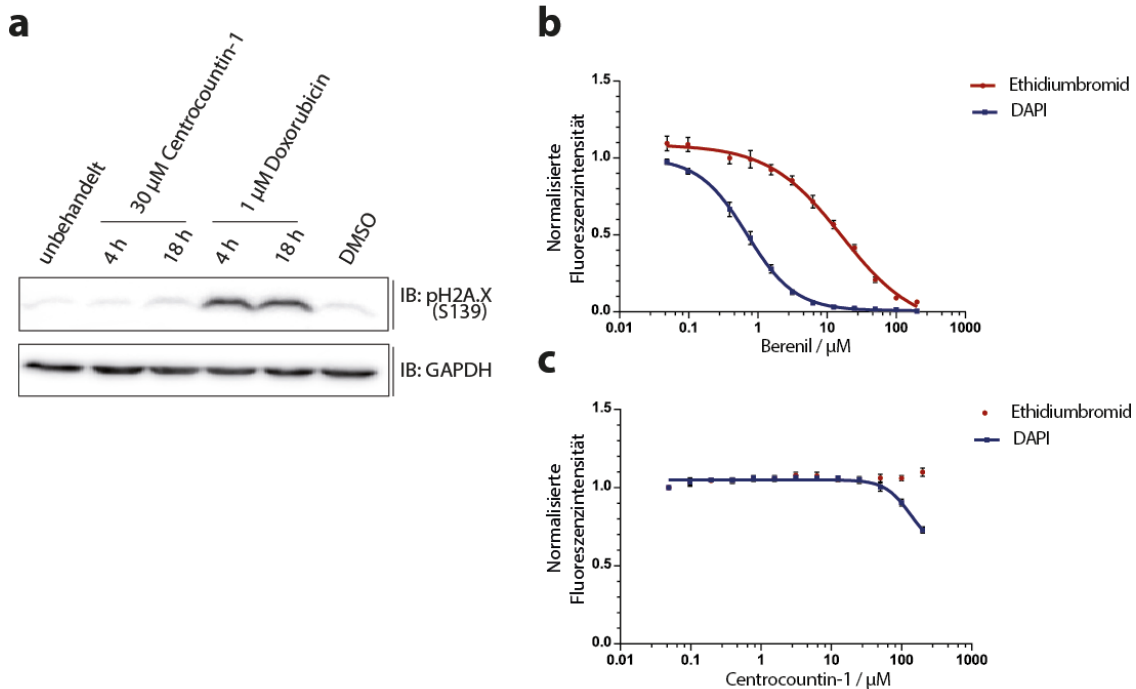 a
unbehandelt
30 µM Centrocountin-1
4 h
18 h
1 µM Doxorubicin
4 h
18 h
DMSO
IB: pH2A.X
(S139)
IB: GAPDH
b
Normalisierte
Fluoreszenzintensität
1.5
1.0
0.5
0.0
0.01
0.1
1
10
100
1000
Berenil / µM
Ethidiumbromid
DAPI
c
Normalisierte
Fluoreszenzintensität
1.5
1.0
0.5
0.0
0.01
0.1
1
10
100
1000
Centrocountin-1 / µM
Ethidiumbromid
DAPI